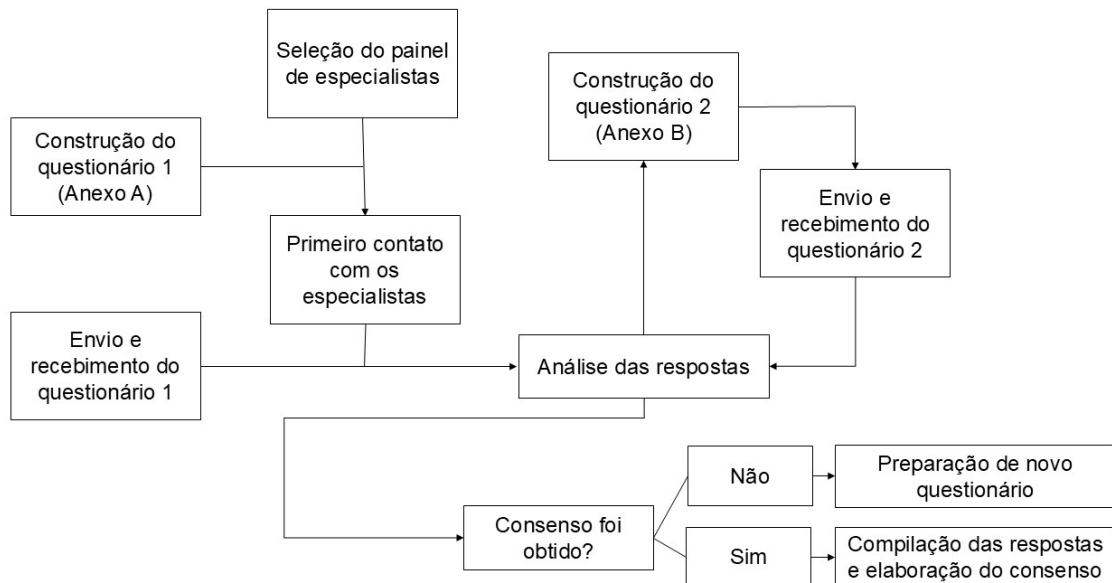 Seleção do painel
de especialistas
Construção do
questionário 1
(Anexo A)
Primeiro contato
com os
especialistas
Envio e
recebimento do
questionário 1
Construção do
questionário 2
(Anexo B)
Envio e
recebimento do
questionário 2
Análise das respostas
Consenso foi
obtido?
Não
Preparação de novo
questionário
Sim
Compilação das respostas
e elaboração do consenso